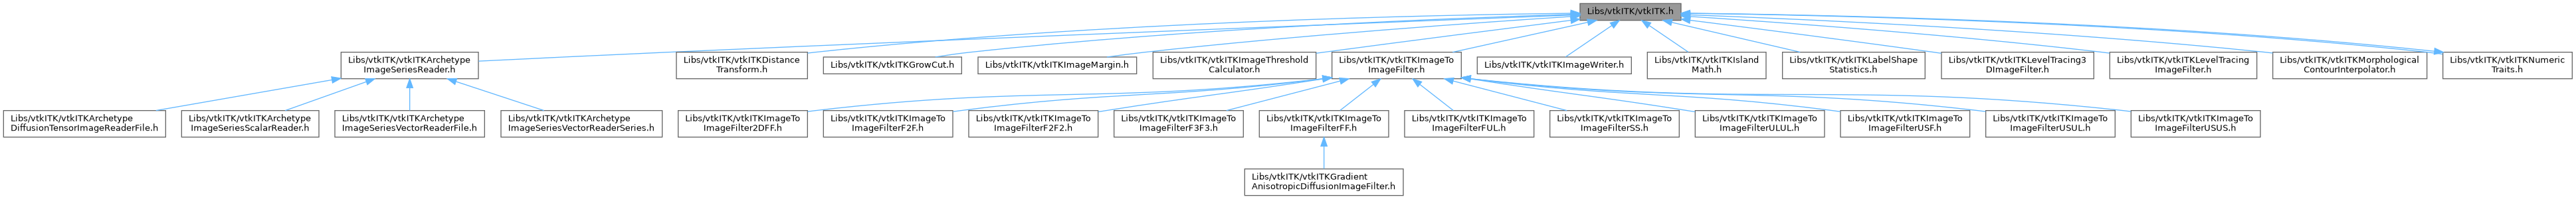 Libs/vtkITK/vtkITK.h
Libs/vtkITK/vtkITKArchetype
ImageSeriesReader.h
Libs/vtkITK/vtkITKDistance
Transform.h
Libs/vtkITK/vtkITKGrowCut.h
Libs/vtkITK/vtkITKImageMargin.h
Libs/vtkITK/vtkITKImageThreshold
Calculator.h
Libs/vtkITK/vtkITKImageTo
ImageFilter.h
Libs/vtkITK/vtkITKImageWriter.h
Libs/vtkITK/vtkITKIsland
Math.h
Libs/vtkITK/vtkITKLabelShape
Statistics.h
Libs/vtkITK/vtkITKLevelTracing3
DImageFilter.h
Libs/vtkITK/vtkITKLevelTracing
ImageFilter.h
Libs/vtkITK/vtkITKMorphological
ContourInterpolator.h
Libs/vtkITK/vtkITKNumeric
Traits.h
Libs/vtkITK/vtkITKArchetype
DiffusionTensorImageReaderFile.h
Libs/vtkITK/vtkITKArchetype
ImageSeriesScalarReader.h
Libs/vtkITK/vtkITKArchetype
ImageSeriesVectorReaderFile.h
Libs/vtkITK/vtkITKArchetype
ImageSeriesVectorReaderSeries.h
Libs/vtkITK/vtkITKImageTo
ImageFilter2DFF.h
Libs/vtkITK/vtkITKImageTo
ImageFilterF2F.h
Libs/vtkITK/vtkITKImageTo
ImageFilterF2F2.h
Libs/vtkITK/vtkITKImageTo
ImageFilterF3F3.h
Libs/vtkITK/vtkITKImageTo
ImageFilterFF.h
Libs/vtkITK/vtkITKImageTo
ImageFilterFUL.h
Libs/vtkITK/vtkITKImageTo
ImageFilterSS.h
Libs/vtkITK/vtkITKImageTo
ImageFilterULUL.h
Libs/vtkITK/vtkITKImageTo
ImageFilterUSF.h
Libs/vtkITK/vtkITKImageTo
ImageFilterUSUL.h
Libs/vtkITK/vtkITKImageTo
ImageFilterUSUS.h
Libs/vtkITK/vtkITKGradient
AnisotropicDiffusionImageFilter.h